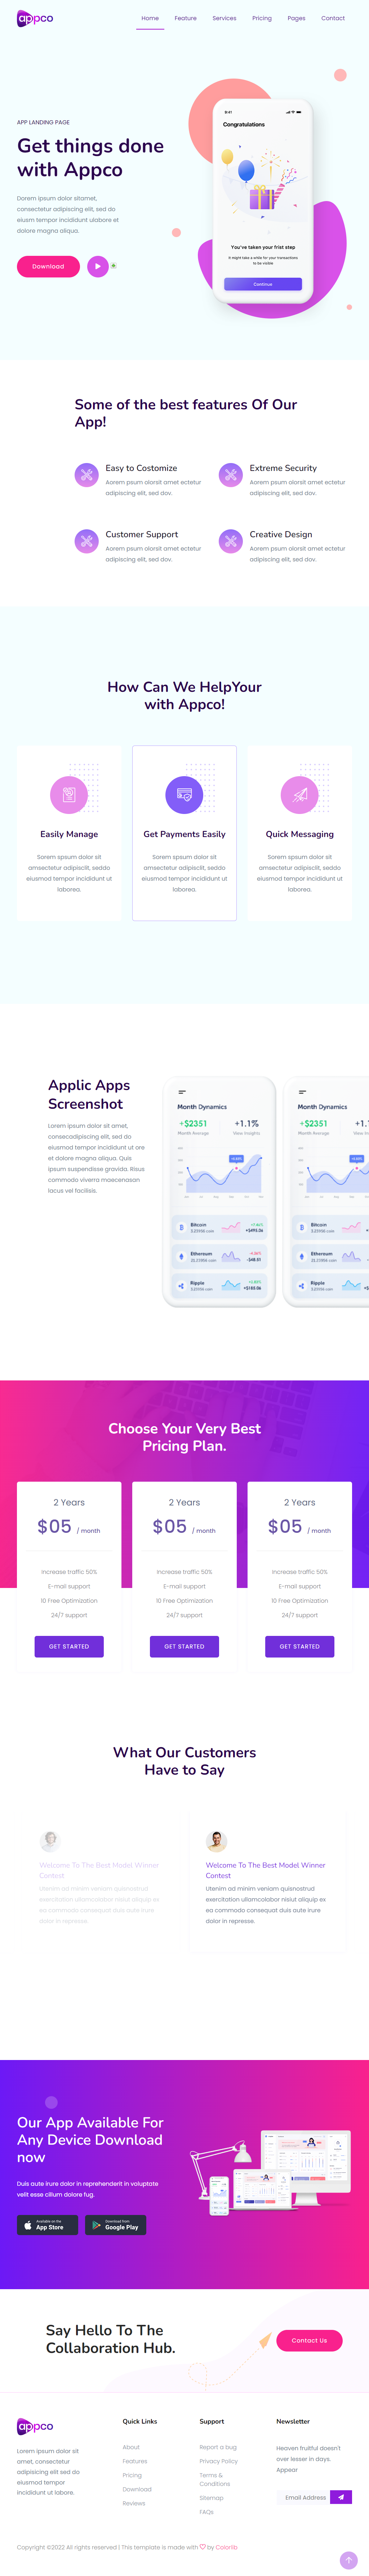 appco
Home Feature Services Pricing Pages Contact
APP LANDING PAGE
Get things done
with Appco
Dorem ipsum dolor sitamet,
consectetur adipiscing elit, sed do
eiusm tempor incididunt ulabore et
dolore magna aliqua.
Download
9:41
Congratulations
You've taken your frist step
It might take a while for your transactions
to be visible
Continue
Some of the best features Of Our
App!
Easy to Costomize
Aorem psum olorsit amet ectetur
adipiscing elit, sed dov.
Extreme Security
Aorem psum olorsit amet ectetur
adipiscing elit, sed dov.
Customer Support
Aorem psum olorsit amet ectetur
adipiscing elit, sed dov.
Creative Design
Aorem psum olorsit amet ectetur
adipiscing elit, sed dov.
How Can We HelpYour
with Appco!
Easily Manage
Sorem spsum dolor sit
amsectetur adipisclit, seddo
eiusmod tempor incididunt ut
laborea.
Get Payments Easily
Sorem spsum dolor sit
amsectetur adipisclit, seddo
eiusmod tempor incididunt ut
laborea.
Quick Messaging
Sorem spsum dolor sit
amsectetur adipisclit, seddo
eiusmod tempor incididunt ut
laborea.
Applic Apps
Screenshot
Lorem ipsum dolor sit amet,
consecadipiscing elit, sed do
eiusmod tempor incididunt ut ore
et dolore magna aliqua. Quis
ipsum suspendisse gravida. Risus
commodo viverra maecenasan
lacus vel facilisis.
Month Dynamics
+$2351 +1.1%
Month Average View Insights
Bitcoin
Ethereum
Ripple
Month Dynamics
+$2351 +1.1
Month Average View
Bitcoin
Ethereum
Ripple
Choose Your Very Best
Pricing Plan.
2 Years
$05 / month
Increase traffic 50%
E-mail support
10 Free Optimization
24/7 support
GET STARTED
2 Years
$05 / month
Increase traffic 50%
E-mail support
10 Free Optimization
24/7 support
GET STARTED
2 Years
$05 / month
Increase traffic 50%
E-mail support
10 Free Optimization
24/7 support
GET STARTED
What Our Customers
Have to Say
Welcome To The Best Model Winner
Contest
Utenim ad minim veniam quisnostrud
exercitation ullamcolabor nisiut aliquip ex
ea commodo consequat duis aute irure
dolor in represse.
Welcome To The Best Model Winner
Contest
Utenim ad minim veniam quisnostrud
exercitation ullamcolabor nisiut aliquip ex
ea commodo consequat duis aute irure
dolor in represse.
Our App Available For
Any Device Download
now
Duis aute irure dolor in reprehenderit in voluptate
velit esse cillum dolore fug.
Available on the
App Store
Download from
Google Play
Say Hello To The
Collaboration Hub.
Contact Us
appco
Lorem ipsum dolor sit
amet, consectetur
adipisicing elit sed do
eiusmod tempor
incididunt ut labore.
Quick Links
About
Features
Pricing
Download
Reviews
Support
Report a bug
Privacy Policy
Terms &
Conditions
Sitemap
FAQs
Newsletter
Heaven fruitful doesn't
over lesser in days.
Appear
Email Address
Copyright ©2022 All rights reserved | This template is made with ♡ by Colorlib